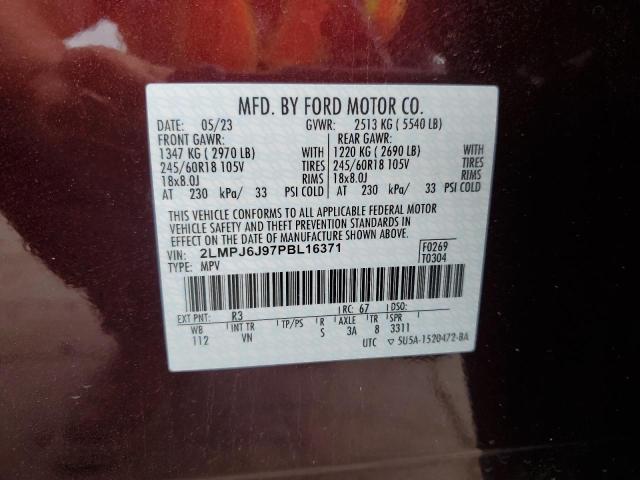 MFD. BY FORD MOTOR CO.
DATE: 05/23 GVWR: 2513 KG ( 5540 LB)
FRONT GAWR: REAR GAWR:
1347 KG ( 2970 LB) WITH 1220 KG ( 2690 LB) WITH
245/60R18 105V TIRES 245/60R18 105V TIRES
18x8.0J RIMS 18x8.0J RIMS
AT 230 kPa/ 33 PSI COLD AT 230 kPa/ 33 PSI COLD
THIS VEHICLE CONFORMS TO ALL APPLICABLE FEDERAL MOTOR
VEHICLE SAFETY AND THEFT PREVENTION STANDARDS IN
EFFECT ON THE DATE OF MANUFACTURE SHOWN ABOVE.
VIN: 2LMPJ6J97PBL16371 F0269
TYPE: MPV T0304
EXT PNT: R3 RC: 67 DSO:
WB INT TR TP/PS R AXLE TR SPR
112 VN S 3A 8 3311
UTC ▽ 5U5A-1520472-BA